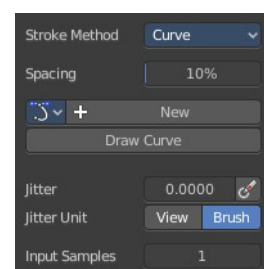 Stroke Method Curve
Spacing 10%
New
Draw Curve
Jitter 0.0000
Jitter Unit View Brush
Input Samples 1